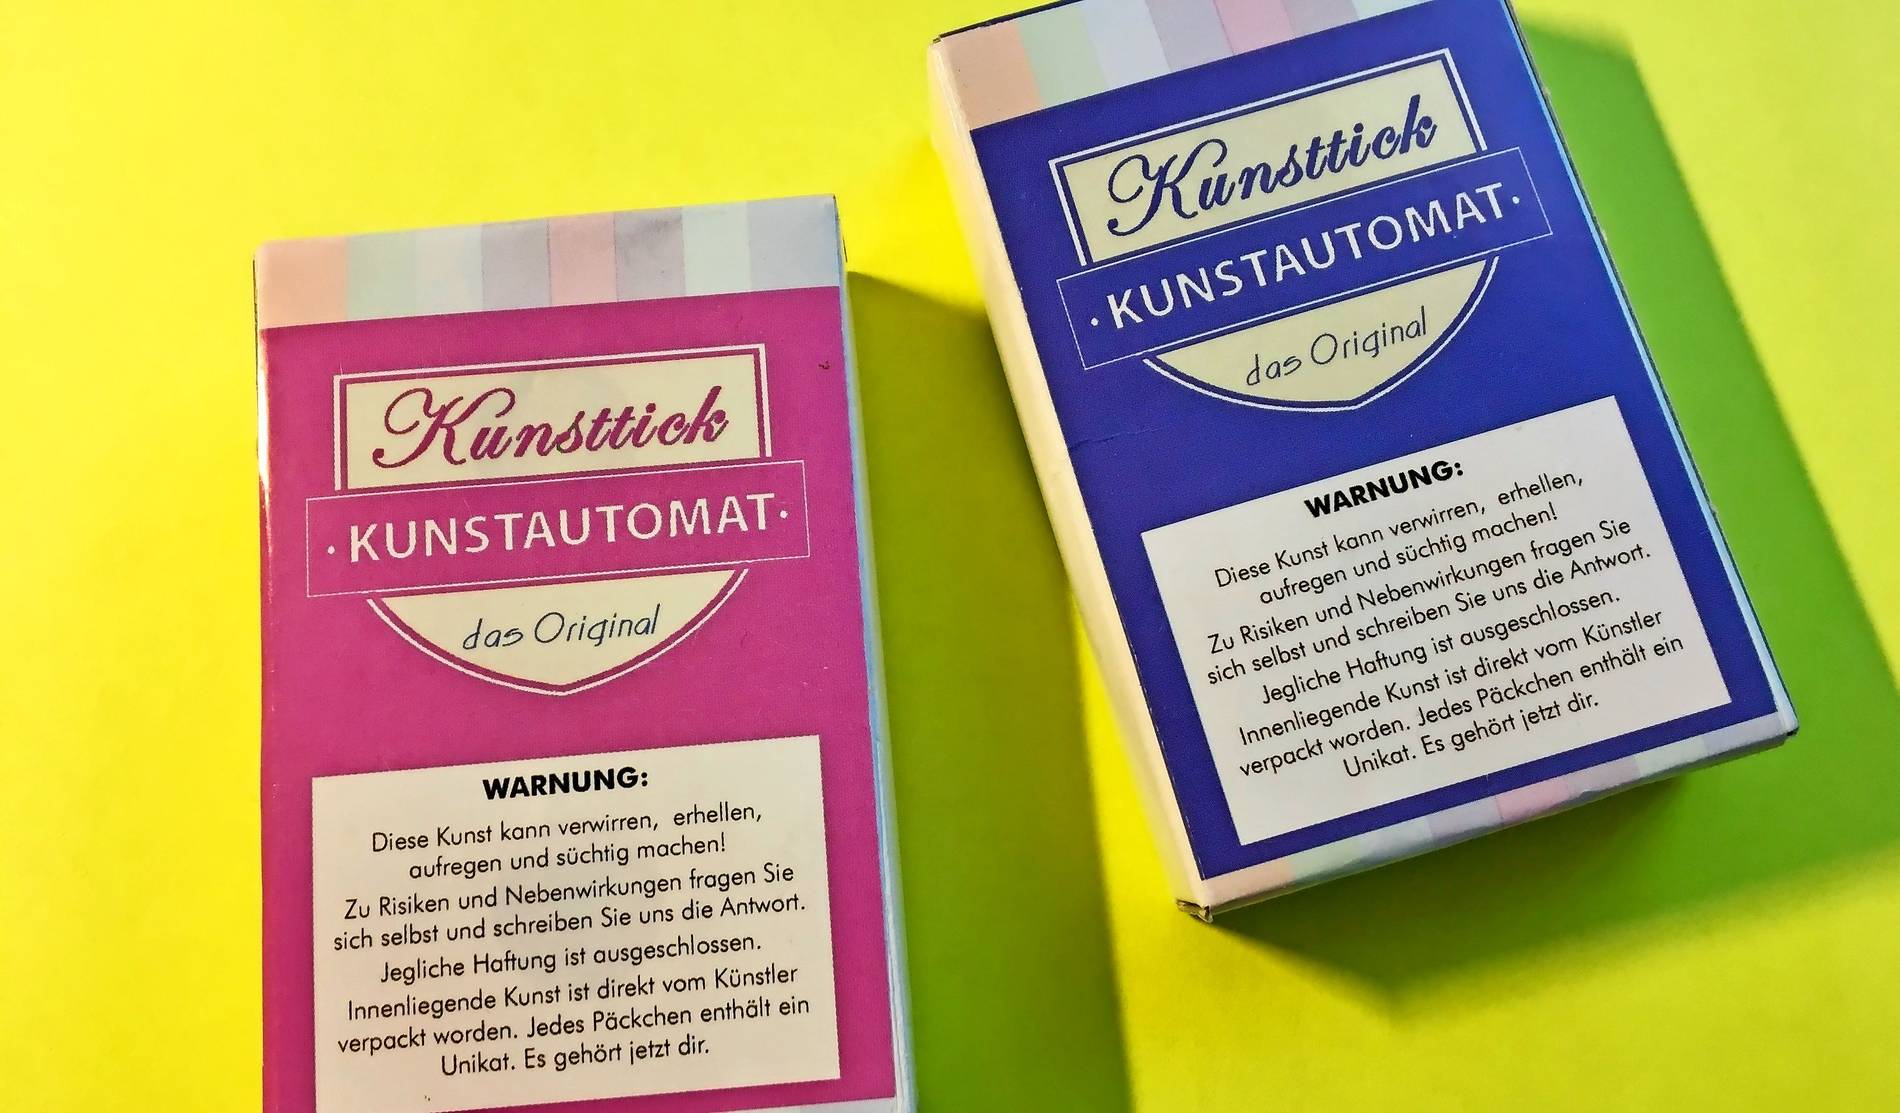 Kunsttick
· KUNSTAUTOMAT ·
das Original
WARNUNG:
Diese Kunst kann verwirren, erhellen,
aufregen und süchtig machen!
Zu Risiken und Nebenwirkungen fragen Sie
sich selbst und schreiben Sie uns die Antwort.
Jegliche Haftung ist ausgeschlossen.
Innenliegende Kunst ist direkt vom Künstler
verpackt worden. Jedes Päckchen enthält ein
Unikat. Es gehört jetzt dir.
Kunsttick
· KUNSTAUTOMAT ·
das Original
WARNUNG:
Diese Kunst kann verwirren, erhellen,
aufregen und süchtig machen!
Zu Risiken und Nebenwirkungen fragen Sie
sich selbst und schreiben Sie uns die Antwort.
Jegliche Haftung ist ausgeschlossen.
Innenliegende Kunst ist direkt vom Künstler
verpackt worden. Jedes Päckchen enthält ein
Unikat. Es gehört jetzt dir.